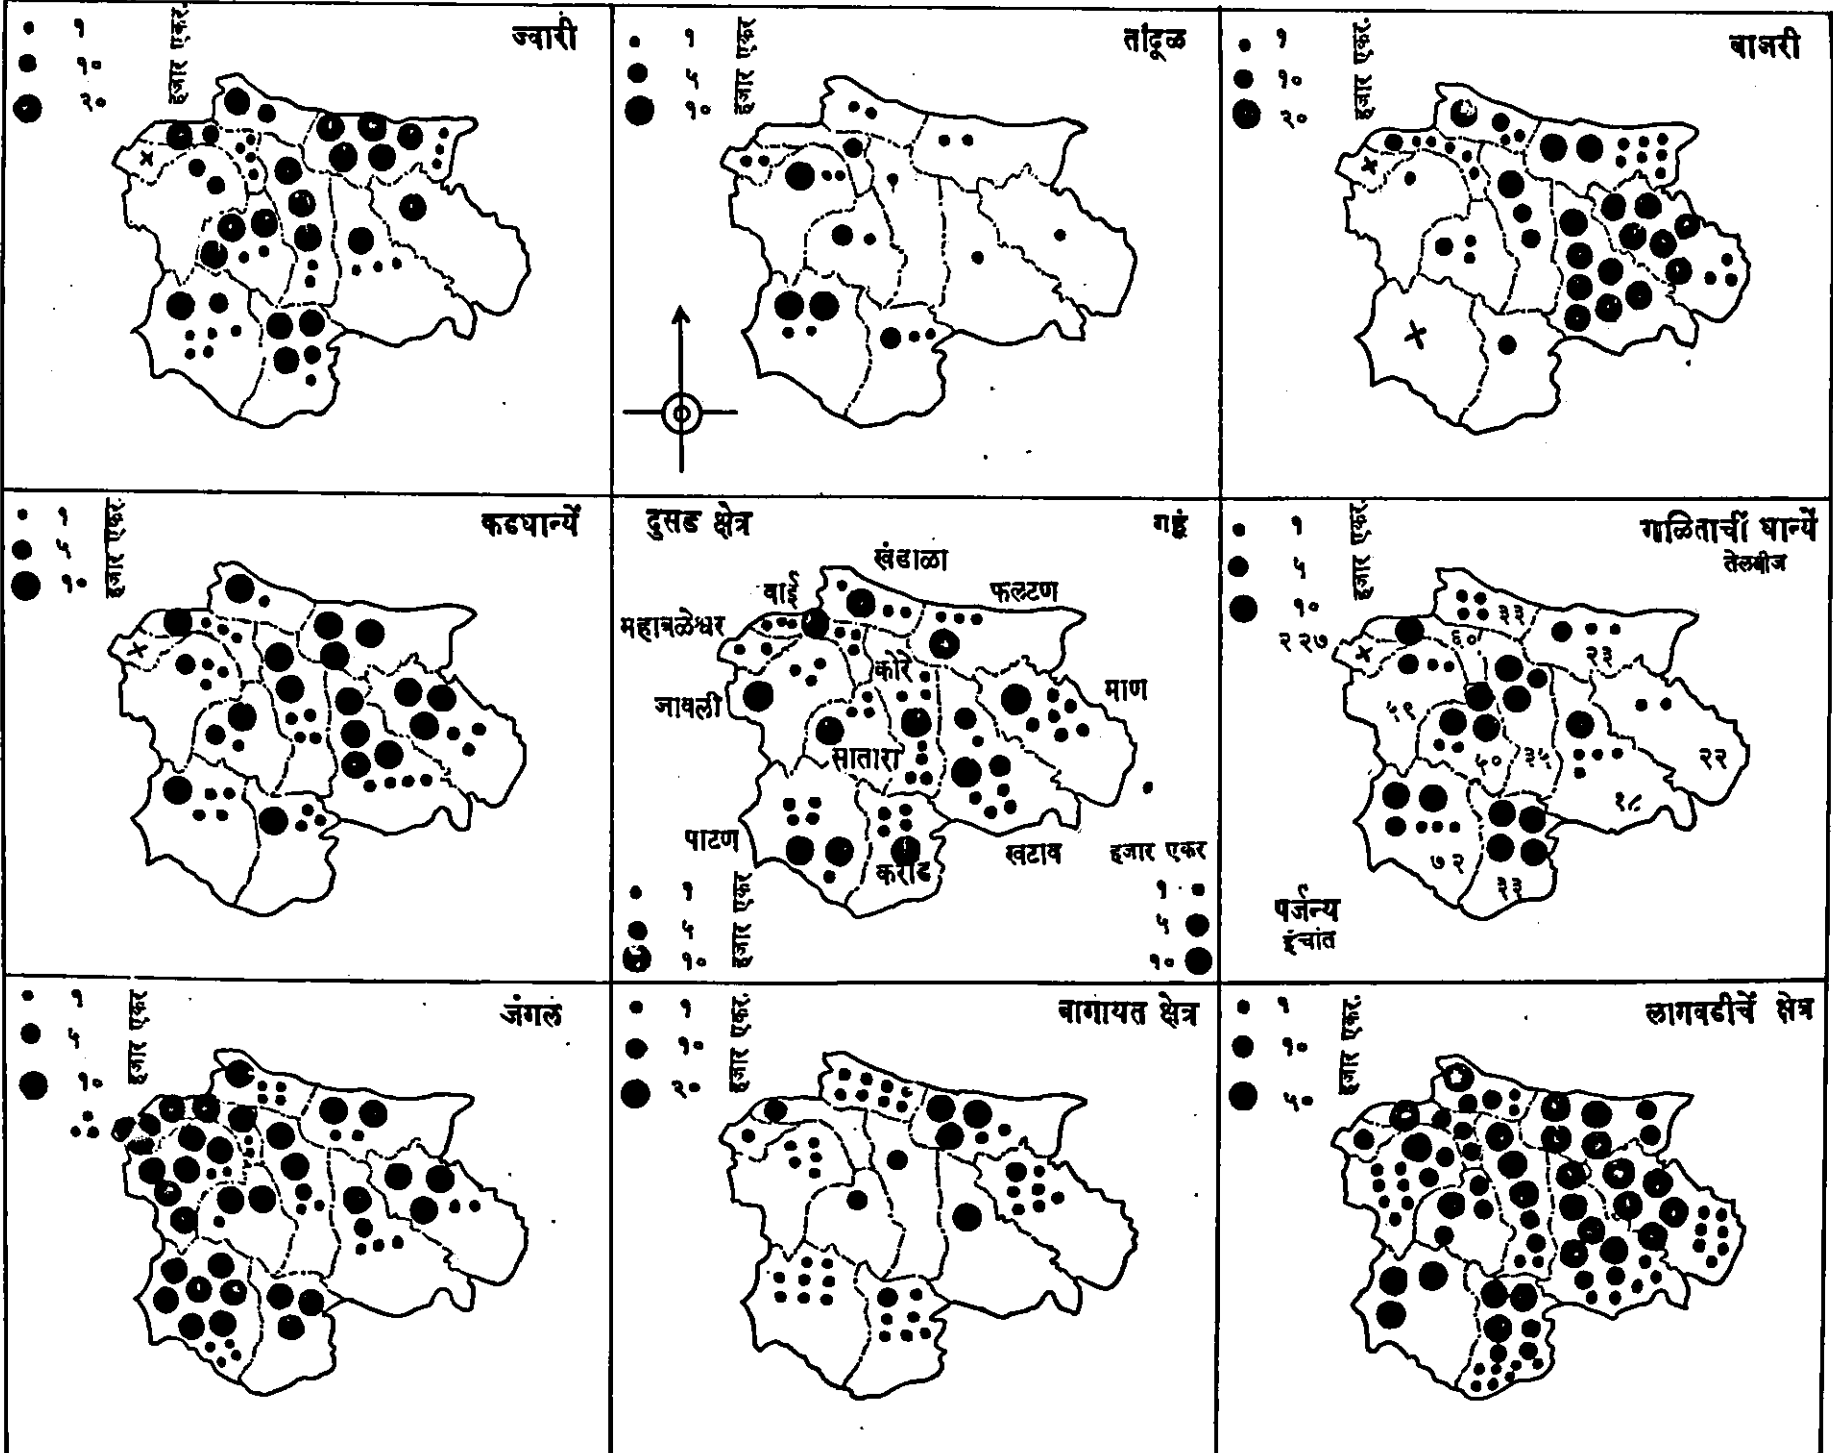 ज्वारी
१
१०
२०
हजार एकर.
तांदूळ
१
५
१०
हजार एकर
बाजरी
१
१०
२०
हजार एकर.
कडधान्यें
१
५
१०
हजार एकर.
दुसड क्षेत्र
गहूं
खंडाळा
वाई
फलटण
महाबळेश्वर
कोरे
जावली
माण
सातारा
पाटण
कराड
खटाव
हजार एकर
१
५
१०
हजार एकर
१
५
१०
गळिताचीं धान्यें
तेलबीज
१
५
१०
हजार एकर
२२७
३३
६०
२३
५९
५०
३५
२२
१८
७२
३३
पर्जन्य
इंचांत
जंगल
१
५
१०
हजार एकर
बागायत क्षेत्र
१
१०
२०
हजार एकर.
लागवडीचें क्षेत्र
१
१०
५०
हजार एकर.